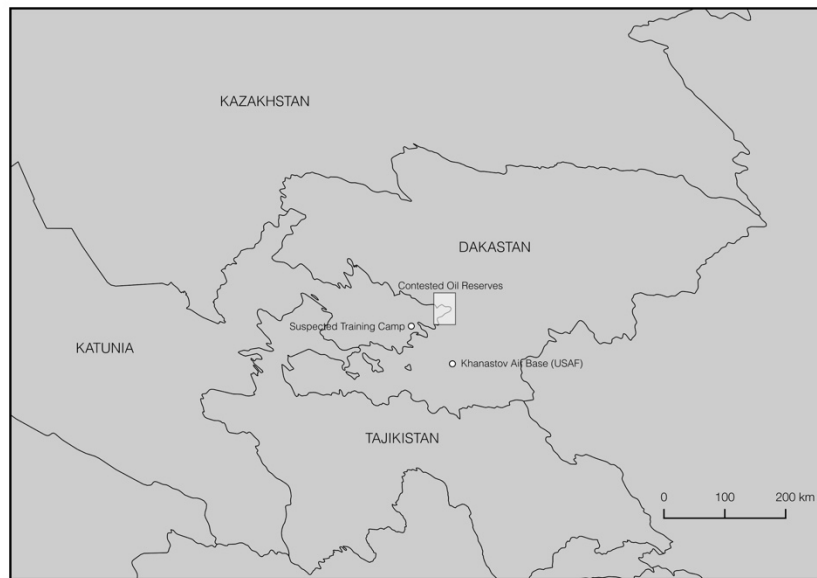 KAZAKHSTAN
DAKASTAN
Contested Oil Reserves
Suspected Training Camp
KATUNIA
Khanastov Air Base (USAF)
TAJIKISTAN
0 100 200 km